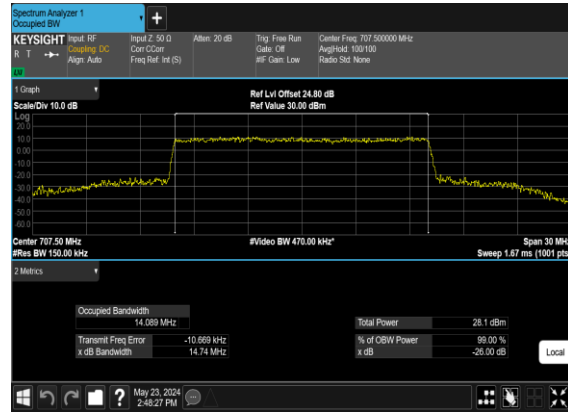 Spectrum Analyzer 1
Occupied BW
KEYSIGHT Input: RF Input Z: 50 Ω Atten: 20 dB Trig: Free Run Center Freq: 707.500000 MHz
R T Coupling: DC Corr CCorr Gate: Off Avg|Hold: 100/100
Align: Auto Freq Ref: Int (S) #IF Gain: Low Radio Std: None
LXI
1 Graph Ref Lvl Offset 24.80 dB
Scale/Div 10.0 dB Ref Value 30.00 dBm
Log
20.0
10.0
0.00
-10.0
-20.0
-30.0
-40.0
-50.0
-60.0
Center 707.50 MHz #Video BW 470.00 kHz* Span 30 MHz
#Res BW 150.00 kHz Sweep 1.67 ms (1001 pts
2 Metrics
Occupied Bandwidth
14.089 MHz Total Power 28.1 dBm
Transmit Freq Error -10.669 kHz % of OBW Power 99.00 %
x dB Bandwidth 14.74 MHz x dB -26.00 dB
Local
? May 23, 2024
2:48:27 PM